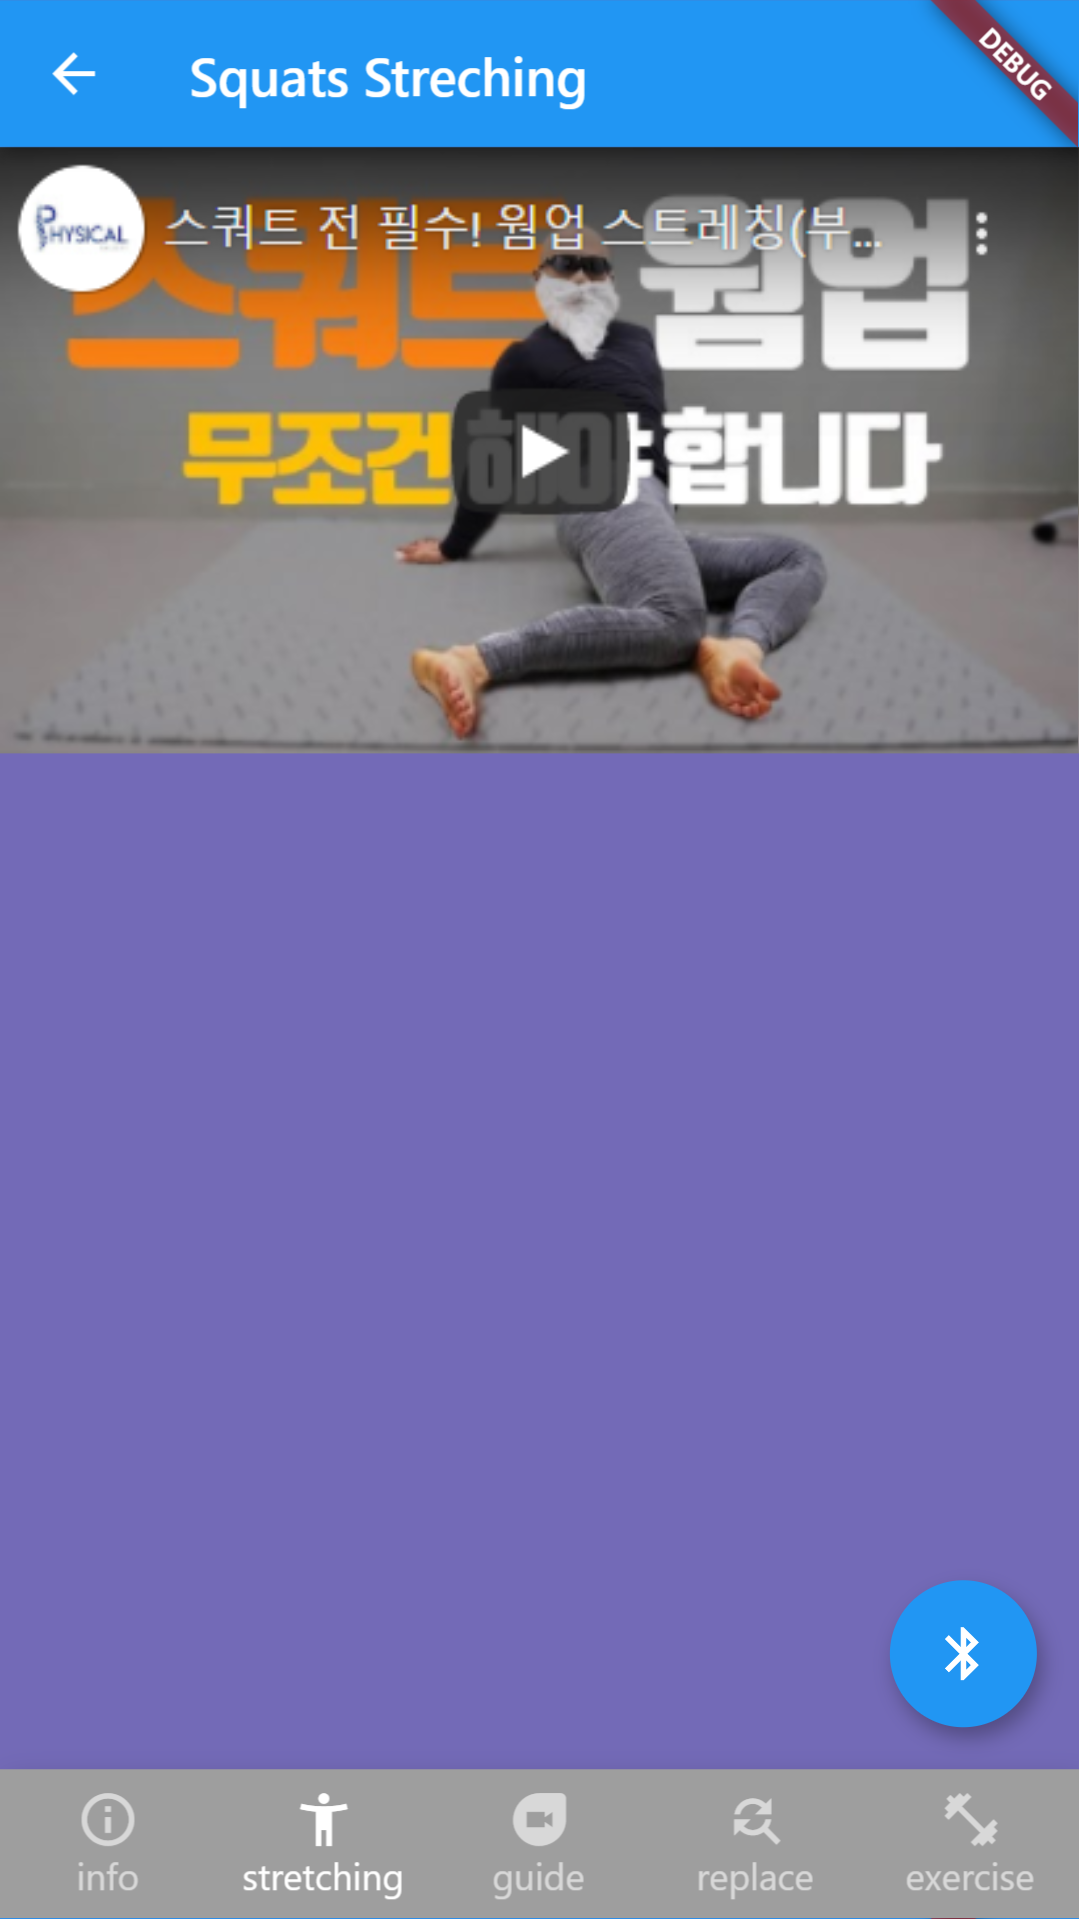 Squats Streching
DEBUG
PHYSICAL
스쿼트 전 필수! 웜업 스트레칭(부...
스쿼트 웜업
무조건 해야 합니다
info
stretching
guide
replace
exercise